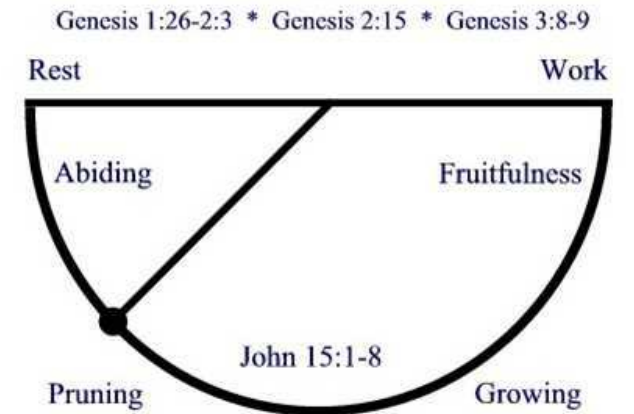 Genesis 1:26-2:3 * Genesis 2:15 * Genesis 3:8-9
Rest Work
Abiding Fruitfulness
John 15:1-8
Pruning Growing